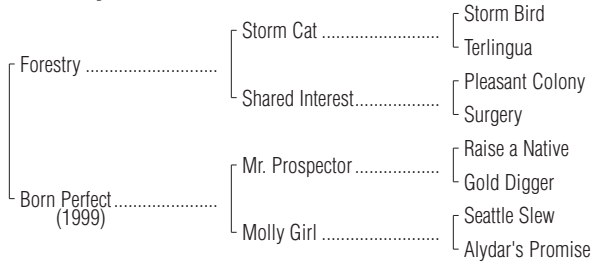 Storm Bird
Storm Cat ..........................
Terlingua
Forestry .............................
Pleasant Colony
Shared Interest...................
Surgery
Raise a Native
Mr. Prospector ...................
Gold Digger
Born Perfect.......................
(1999)
Seattle Slew
Molly Girl ..........................
Alydar's Promise